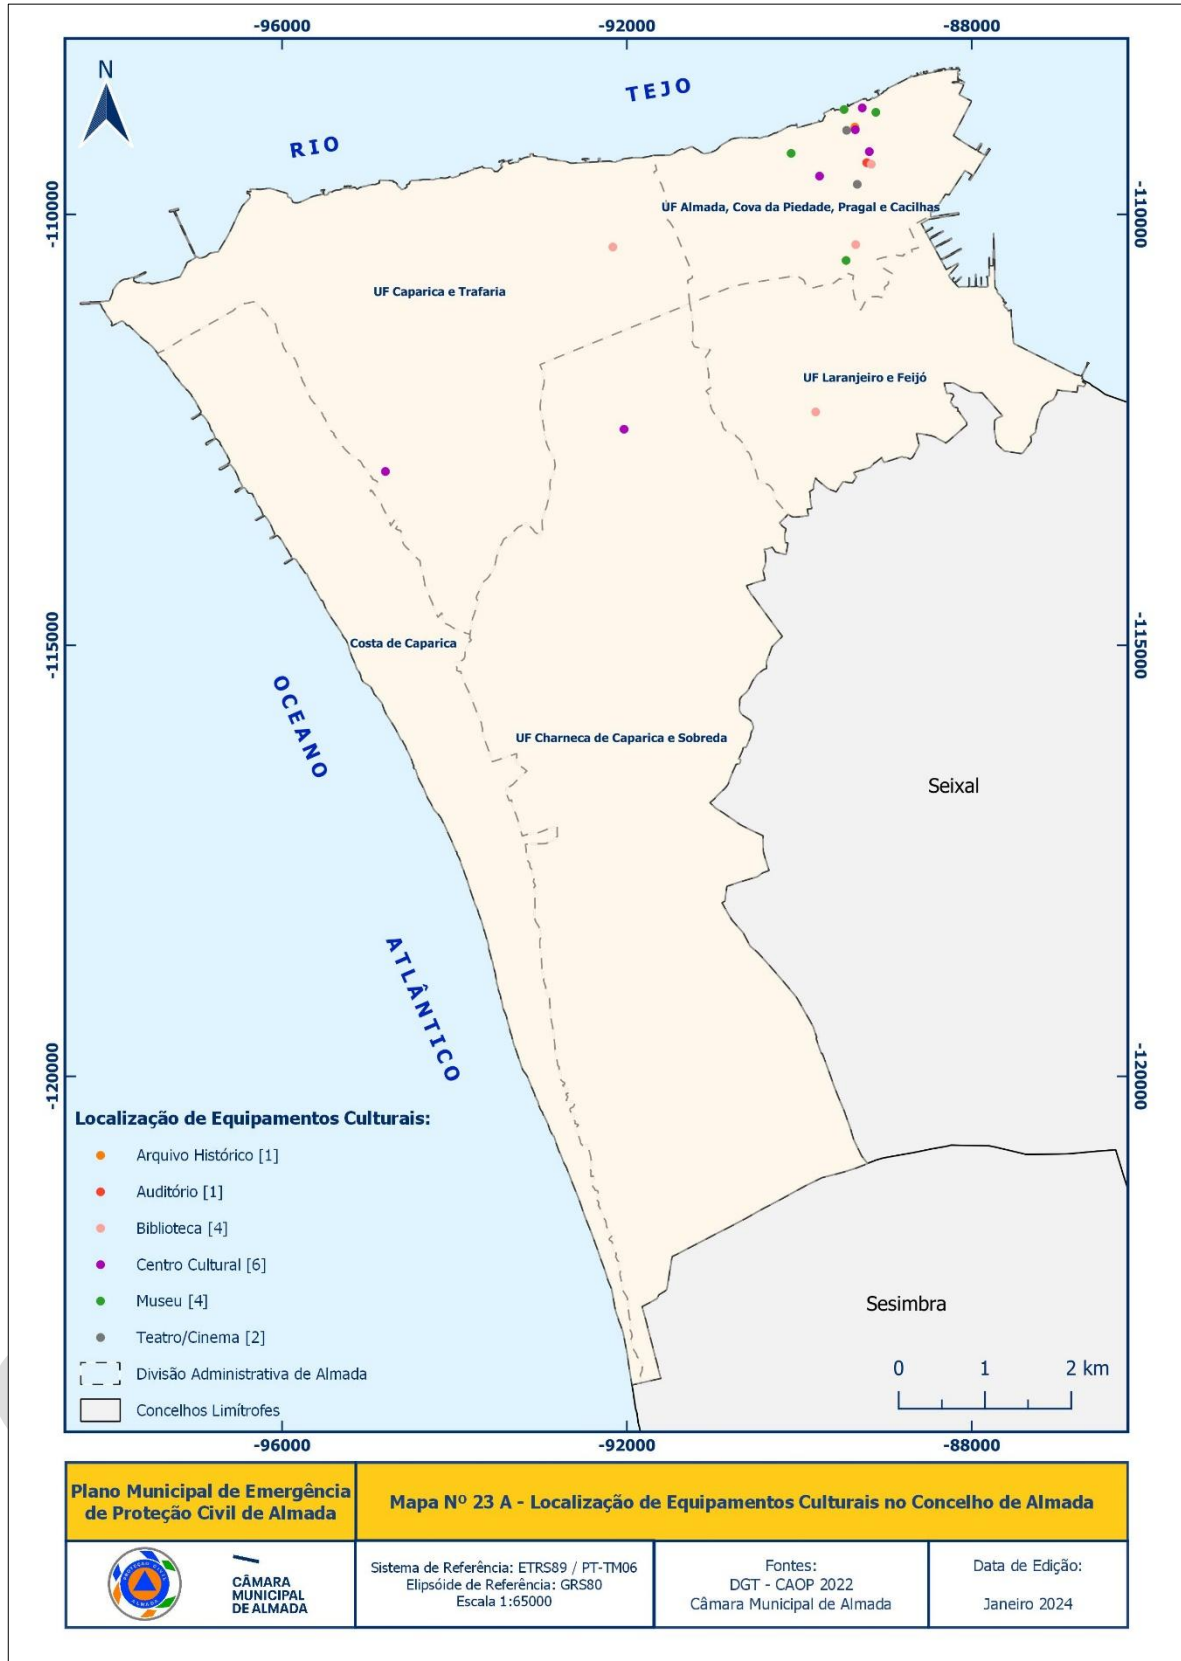 -96000
-92000
-88000
N
RIO
TEJO
-110000
-110000
UF Almada, Cova da Piedade, Pragal e Cacilhas
UF Caparica e Trafaria
UF Laranjeiro e Feijó
-115000
-115000
Costa de Caparica
OCEANO
UF Charneca de Caparica e Sobreda
Seixal
ATLÂNTICO
-120000
-120000
Localização de Equipamentos Culturais:
Arquivo Histórico [1]
Auditório [1]
Biblioteca [4]
Centro Cultural [6]
Museu [4]
Teatro/Cinema [2]
Divisão Administrativa de Almada
Concelhos Limítrofes
Sesimbra
0 1 2 km
-96000
-92000
-88000
Plano Municipal de Emergência
de Proteção Civil de Almada
Mapa Nº 23 A - Localização de Equipamentos Culturais no Concelho de Almada
PROTEÇÃO CIVIL
ALMADA
CÂMARA
MUNICIPAL
DE ALMADA
Sistema de Referência: ETRS89 / PT-TM06
Elipsóide de Referência: GRS80
Escala 1:65000
Fontes:
DGT - CAOP 2022
Câmara Municipal de Almada
Data de Edição:
Janeiro 2024